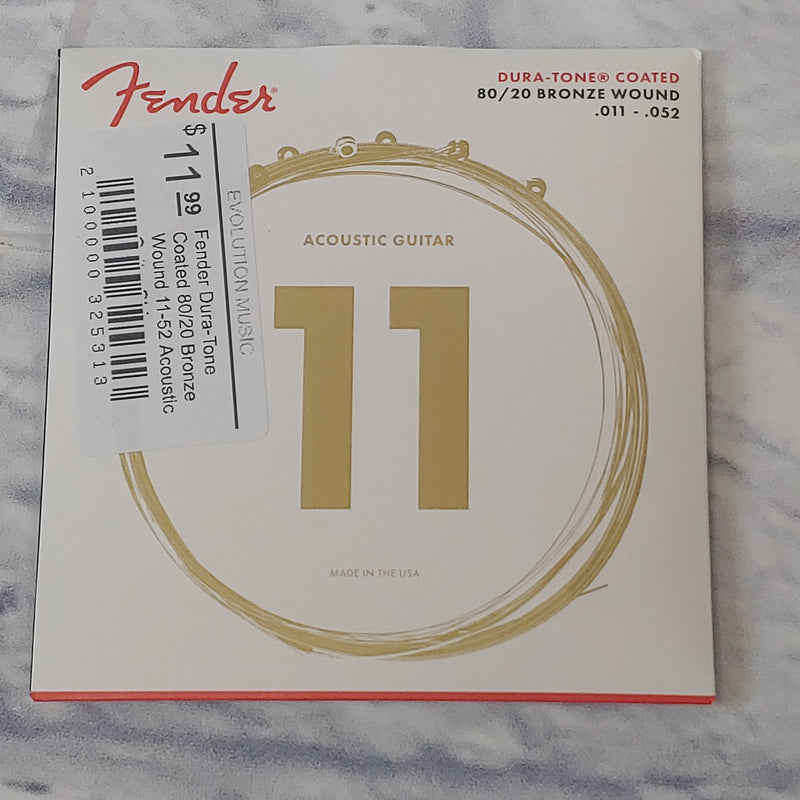 Fender®
DURA-TONE® COATED
80/20 BRONZE WOUND
.011 - .052
ACOUSTIC GUITAR
11
MADE IN THE USA
EVOLUTION MUSIC
$11.99
Fender Dura-Tone
Coated 80/20 Bronze
Wound 11-52 Acoustic
2 100000 325313